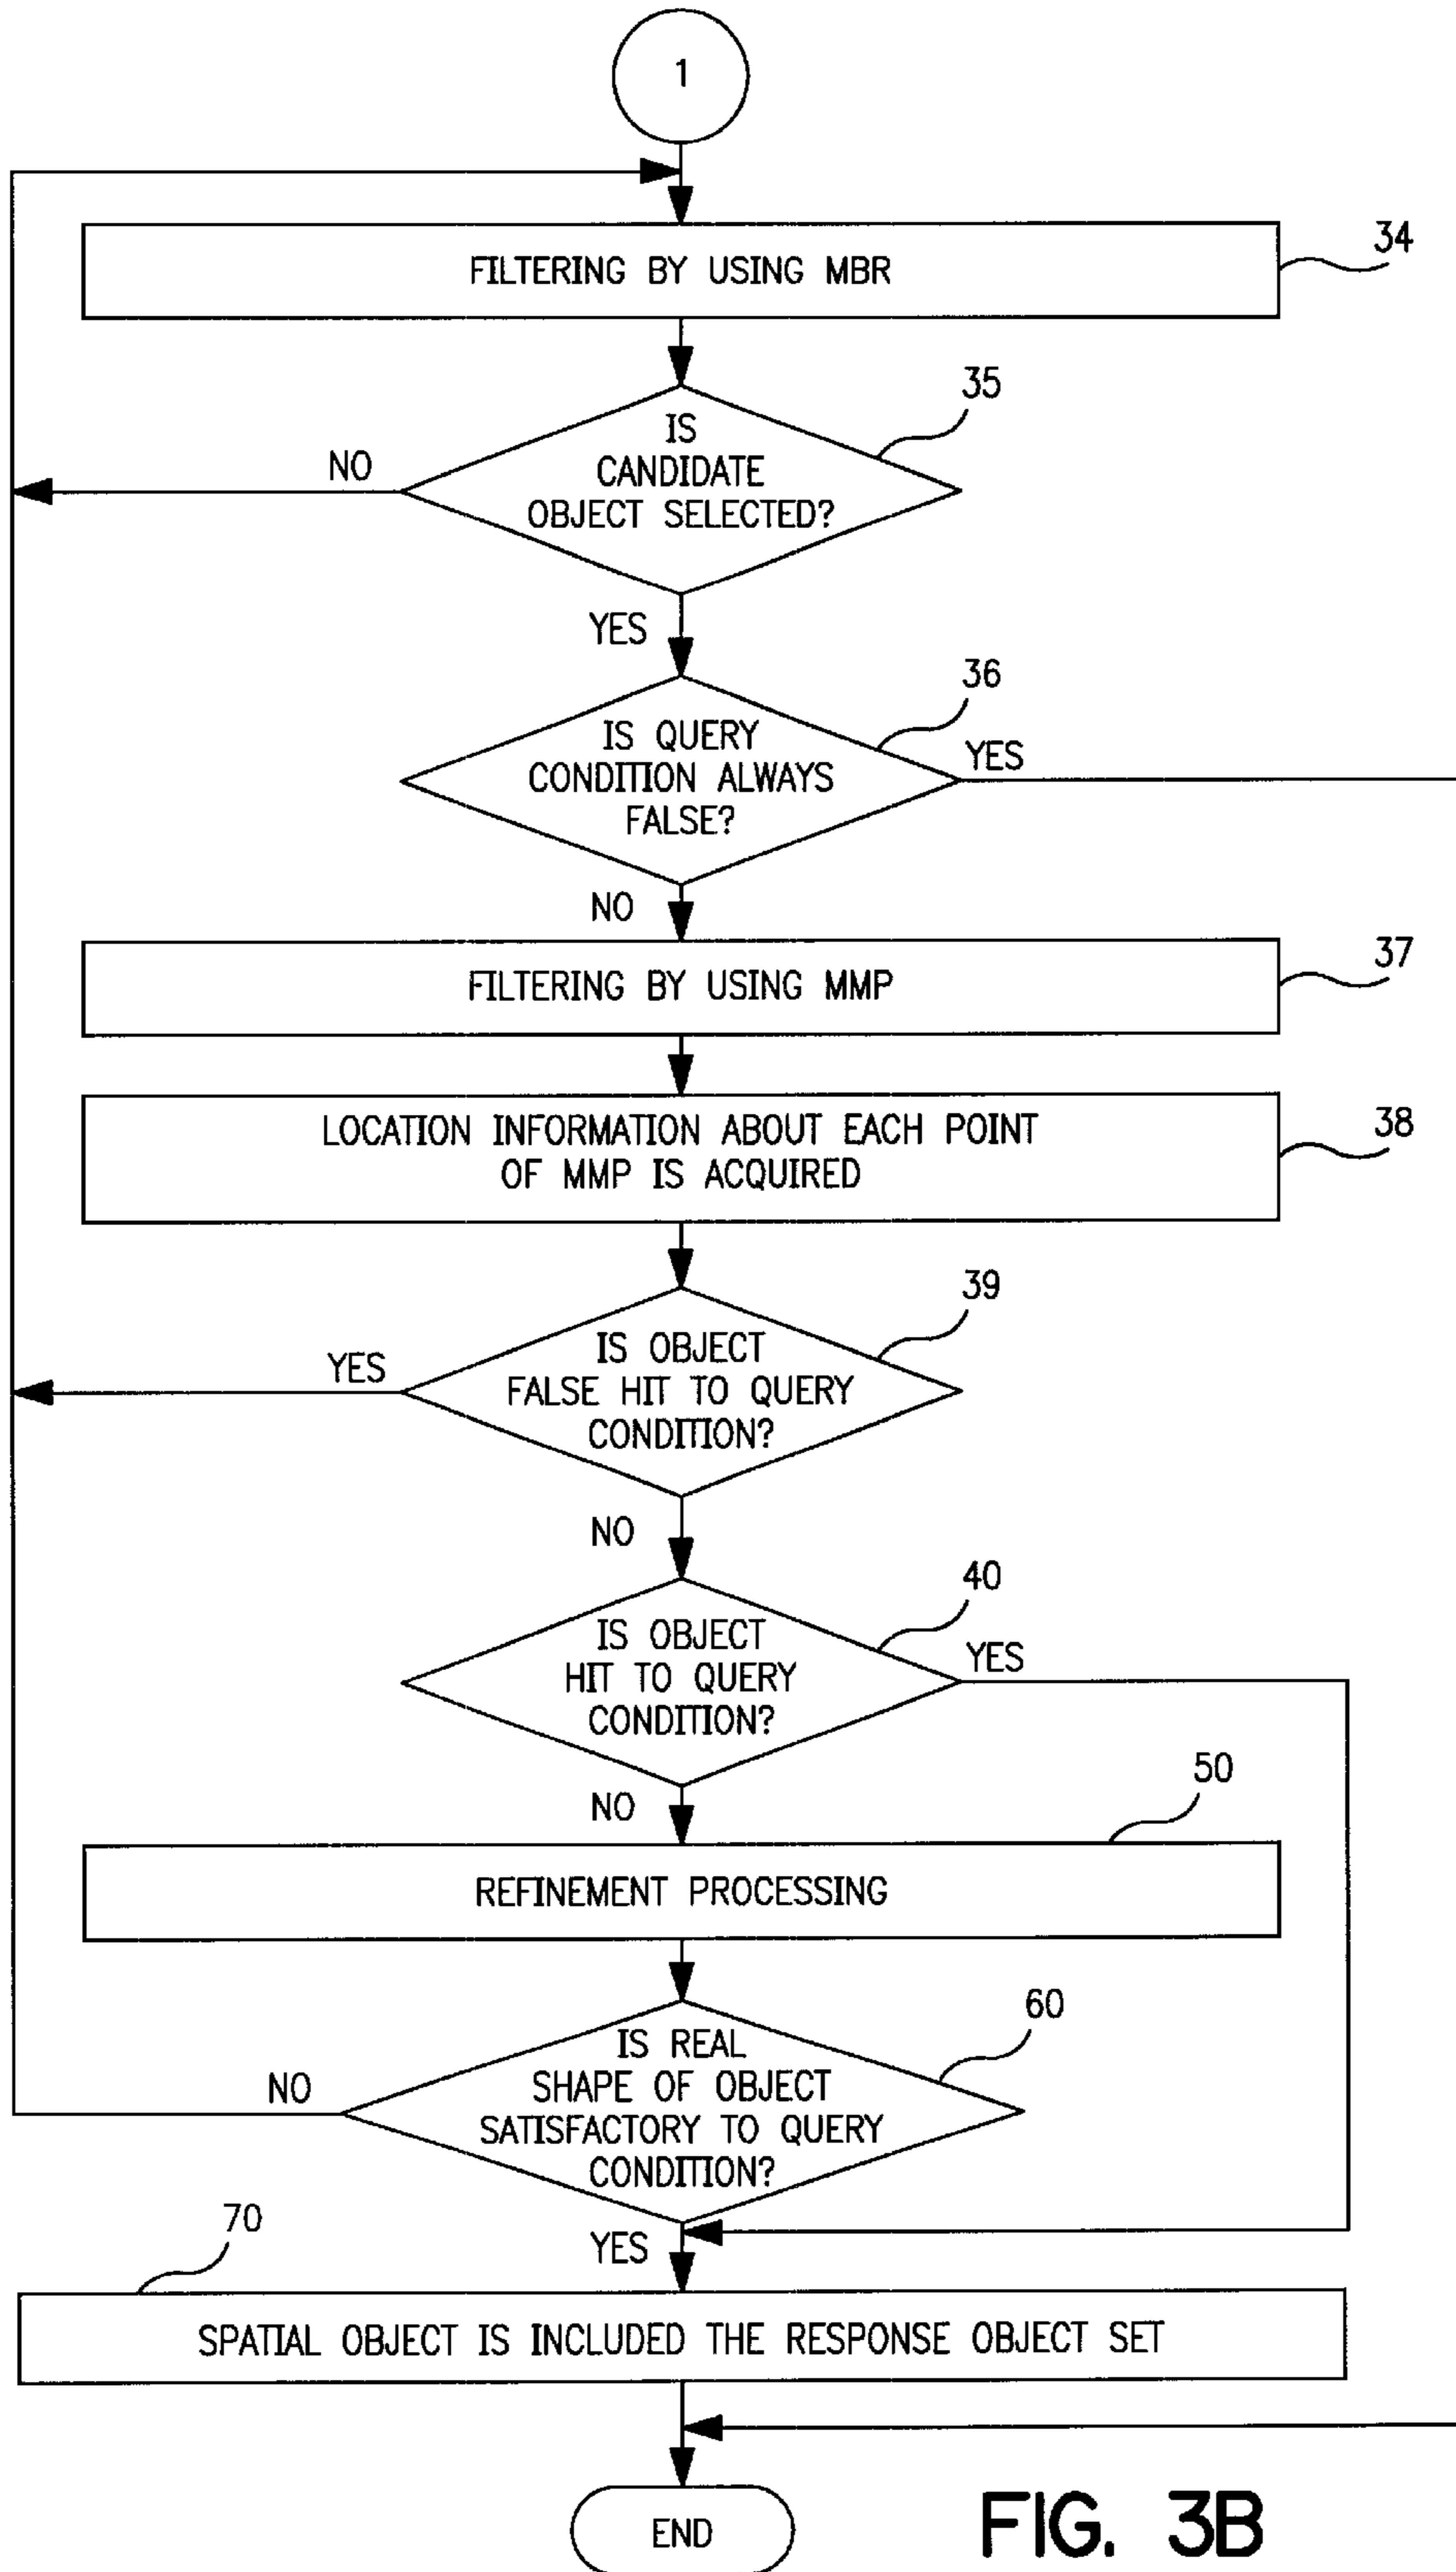 1
FILTERING BY USING MBR
34
IS
CANDIDATE
OBJECT SELECTED?
35
NO
YES
IS QUERY
CONDITION ALWAYS
FALSE?
36
YES
NO
FILTERING BY USING MMP
37
LOCATION INFORMATION ABOUT EACH POINT
OF MMP IS ACQUIRED
38
IS OBJECT
FALSE HIT TO QUERY
CONDITION?
39
YES
NO
IS OBJECT
HIT TO QUERY
CONDITION?
40
YES
NO
50
REFINEMENT PROCESSING
IS REAL
SHAPE OF OBJECT
SATISFACTORY TO QUERY
CONDITION?
60
NO
YES
70
SPATIAL OBJECT IS INCLUDED THE RESPONSE OBJECT SET
END
FIG. 3B